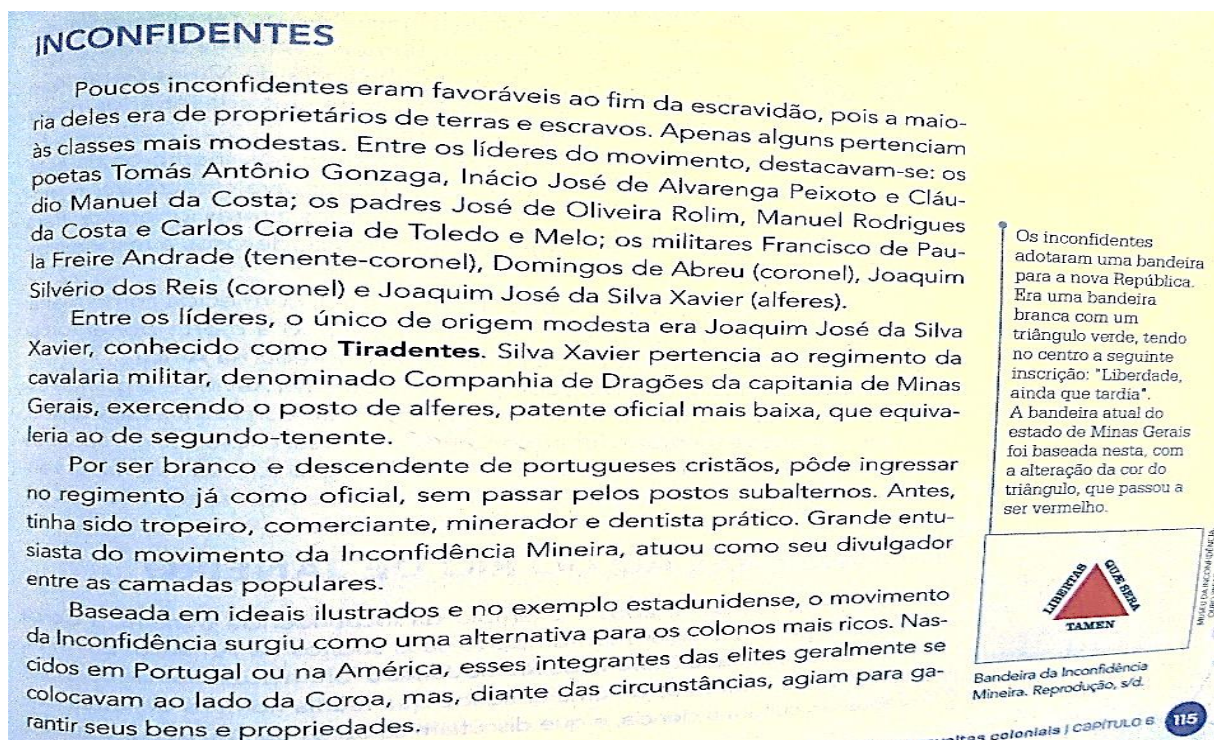 INCONFIDENTES
Poucos inconfidentes eram favoráveis ao fim da escravidão, pois a maio-
ria deles era de proprietários de terras e escravos. Apenas alguns pertenciam
às classes mais modestas. Entre os líderes do movimento, destacavam-se: os
poetas Tomás Antônio Gonzaga, Inácio José de Alvarenga Peixoto e Cláu-
dio Manuel da Costa; os padres José de Oliveira Rolim, Manuel Rodrigues
da Costa e Carlos Correia de Toledo e Melo; os militares Francisco de Pau-
la Freire Andrade (tenente-coronel), Domingos de Abreu (coronel), Joaquim
Silvério dos Reis (coronel) e Joaquim José da Silva Xavier (alferes).
Entre os líderes, o único de origem modesta era Joaquim José da Silva
Xavier, conhecido como Tiradentes. Silva Xavier pertencia ao regimento da
cavalaria militar, denominado Companhia de Dragões da capitania de Minas
Gerais, exercendo o posto de alferes, patente oficial mais baixa, que equiva-
leria ao de segundo-tenente.
Por ser branco e descendente de portugueses cristãos, pôde ingressar
no regimento já como oficial, sem passar pelos postos subalternos. Antes,
tinha sido tropeiro, comerciante, minerador e dentista prático. Grande entu-
siasta do movimento da Inconfidência Mineira, atuou como seu divulgador
entre as camadas populares.
Baseada em ideais ilustrados e no exemplo estadunidense, o movimento
da Inconfidência surgiu como uma alternativa para os colonos mais ricos. Nas-
cidos em Portugal ou na América, esses integrantes das elites geralmente se
colocavam ao lado da Coroa, mas, diante das circunstâncias, agiam para ga-
rantir seus bens e propriedades.
Os inconfidentes
adotaram uma bandeira
para a nova República.
Era uma bandeira
branca com um
triângulo verde, tendo
no centro a seguinte
inscrição: "Liberdade,
ainda que tardia".
A bandeira atual do
estado de Minas Gerais
foi baseada nesta, com
a alteração da cor do
triângulo, que passou a
ser vermelho.
LIBERTAS
QUÆ SERA
TAMEN
MUSEU DA INCONFIDÊNCIA
Bandeira da Inconfidência
Mineira. Reprodução, s/d.
coloniais | CAPÍTULO 6 115